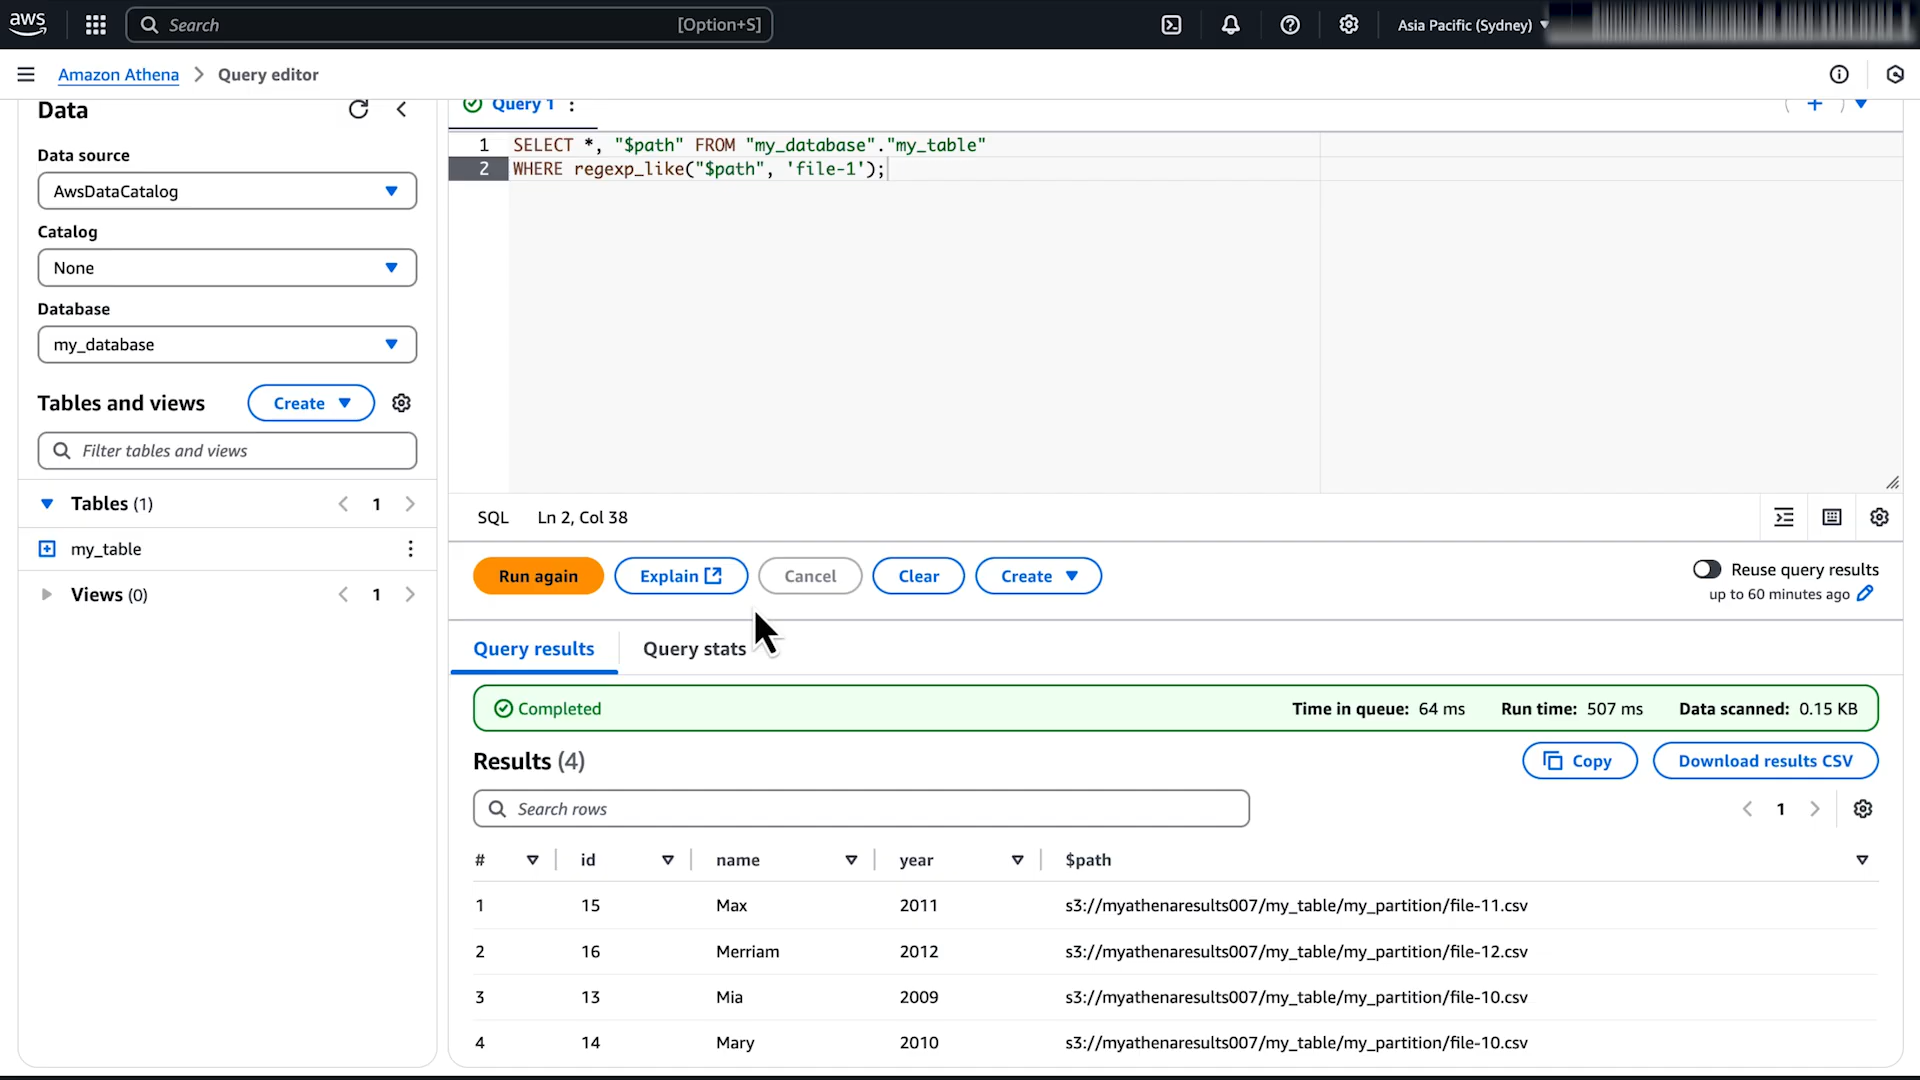 aws
Search [Option+S]
Asia Pacific (Sydney)
Amazon Athena > Query editor
Data
Data source
AwsDataCatalog
Catalog
None
Database
my_database
Tables and views
Create
Filter tables and views
Tables (1)
< 1 >
my_table
Views (0)
< 1 >
Query 1
1 SELECT *, "$path" FROM "my_database"."my_table"
2 WHERE regexp_like("$path", 'file-1');
SQL Ln 2, Col 38
Run again Explain Cancel Clear Create
Reuse query results
up to 60 minutes ago
Query results Query stats
Completed
Time in queue: 64 ms Run time: 507 ms Data scanned: 0.15 KB
Results (4)
Copy Download results CSV
Search rows
< 1 >
# id name year $path
1 15 Max 2011 s3://myathenaresults007/my_table/my_partition/file-11.csv
2 16 Merriam 2012 s3://myathenaresults007/my_table/my_partition/file-12.csv
3 13 Mia 2009 s3://myathenaresults007/my_table/my_partition/file-10.csv
4 14 Mary 2010 s3://myathenaresults007/my_table/my_partition/file-10.csv